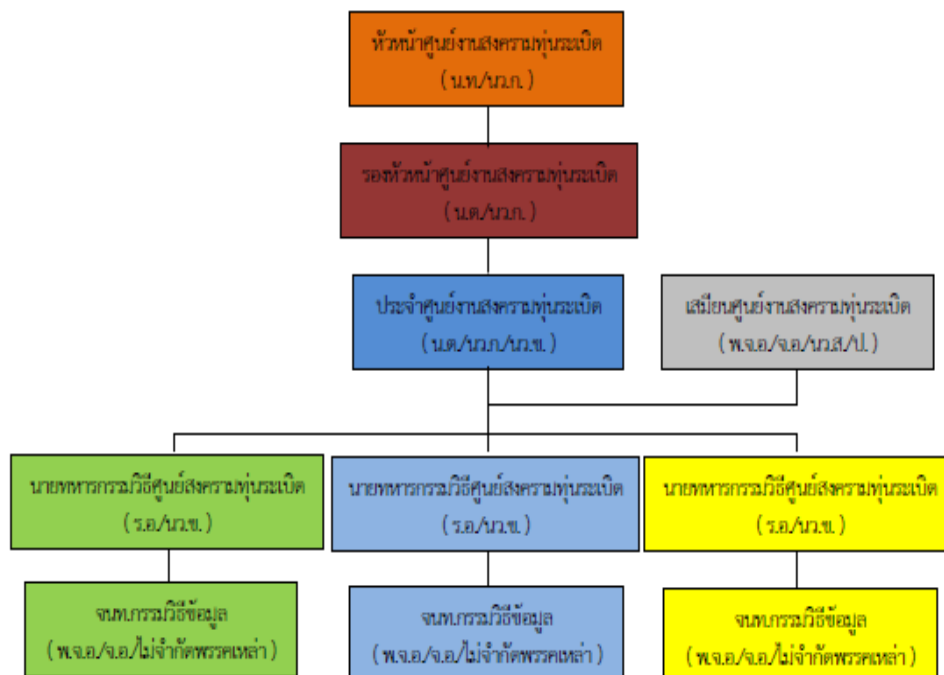 หัวหน้าศูนย์งานสงครามทุ่นระเบิด
( น.ท/นว.ก. )
รองหัวหน้าศูนย์งานสงครามทุ่นระเบิด
( น.ต./นว.ก. )
ประจำศูนย์งานสงครามทุ่นระเบิด
( น.ต./นว.ก./นว.ข. )
เสมียนศูนย์งานสงครามทุ่นระเบิด
( พ.จ.อ./จ.อ/นว.ส./ป. )
นายทหารกรรมวิธีศูนย์สงครามทุ่นระเบิด
( ร.อ/นว.ข. )
นายทหารกรรมวิธีศูนย์สงครามทุ่นระเบิด
( ร.อ/นว.ข. )
นายทหารกรรมวิธีศูนย์สงครามทุ่นระเบิด
( ร.อ/นว.ข. )
จนท.กรรมวิธีข้อมูล
( พ.จ.อ./จ.อ./ไม่จำกัดพรรคเหล่า )
จนท.กรรมวิธีข้อมูล
( พ.จ.อ./จ.อ./ไม่จำกัดพรรคเหล่า )
จนท.กรรมวิธีข้อมูล
( พ.จ.อ./จ.อ./ไม่จำกัดพรรคเหล่า )